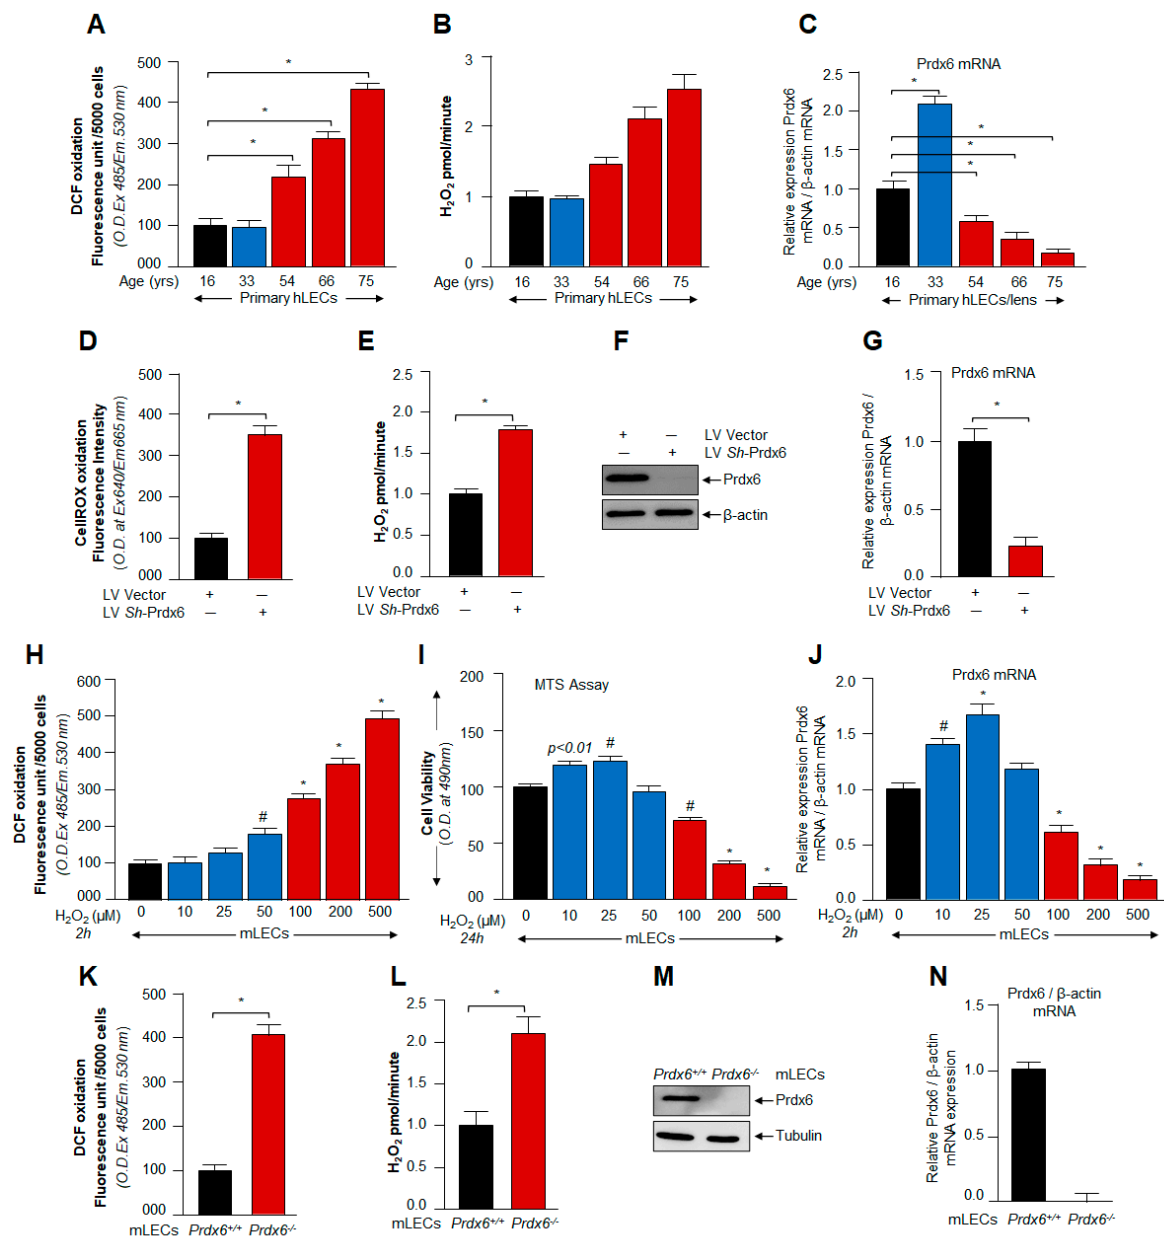 A
DCF oxidation
Fluorescence unit /5000 cells
(O.D.Ex 485/Em.530 nm)
500
400
300
200
100
000
*
*
*
Age (yrs) 16 33 54 66 75
Primary hLECs
B
H2O2 pmol/minute
3
2
1
0
Age (yrs) 16 33 54 66 75
Primary hLECs
C
Prdx6 mRNA
Relative expression Prdx6
mRNA / β-actin mRNA
2.5
2.0
1.5
1.0
0.5
0.0
*
*
*
*
Age (yrs) 16 33 54 66 75
Primary hLECs/lens
D
CellROX oxidation
Fluorescence Intensity
(O.D. at Ex640/Em665 nm)
500
400
300
200
100
000
*
LV Vector + —
LV Sh-Prdx6 — +
E
H2O2 pmol/minute
2.5
2.0
1.5
1.0
0.5
0.0
*
LV Vector + —
LV Sh-Prdx6 — +
F
+ — LV Vector
— + LV Sh-Prdx6
Prdx6
β-actin
G
Prdx6 mRNA
Relative expression Prdx6 /
β-actin mRNA
1.5
1.0
0.5
0.0
*
LV Vector + —
LV Sh-Prdx6 — +
H
DCF oxidation
Fluorescence unit /5000 cells
(O.D.Ex 485/Em.530 nm)
600
500
400
300
200
100
000
# * * *
H2O2 (µM) 0 10 25 50 100 200 500
2h mLECs
I
MTS Assay
Cell Viability
(O.D. at 490nm)
200
150
100
50
00
p<0.01 # # * *
H2O2 (µM) 0 10 25 50 100 200 500
24h mLECs
J
Prdx6 mRNA
Relative expression Prdx6
mRNA / β-actin mRNA
2.0
1.5
1.0
0.5
0.0
# * * * *
H2O2 (µM) 0 10 25 50 100 200 500
2h mLECs
K
DCF oxidation
Fluorescence unit /5000 cells
(O.D.Ex 485/Em.530 nm)
500
400
300
200
100
000
*
mLECs Prdx6+/+ Prdx6-/-
L
H2O2 pmol/minute
2.5
2.0
1.5
1.0
0.5
0.0
*
mLECs Prdx6+/+ Prdx6-/-
M
Prdx6+/+ Prdx6-/- mLECs
Prdx6
Tubulin
N
Prdx6 / β-actin
mRNA
Relative Prdx6 / β-actin
mRNA expression
1.5
1.0
0.5
0.0
mLECs Prdx6+/+ Prdx6-/-